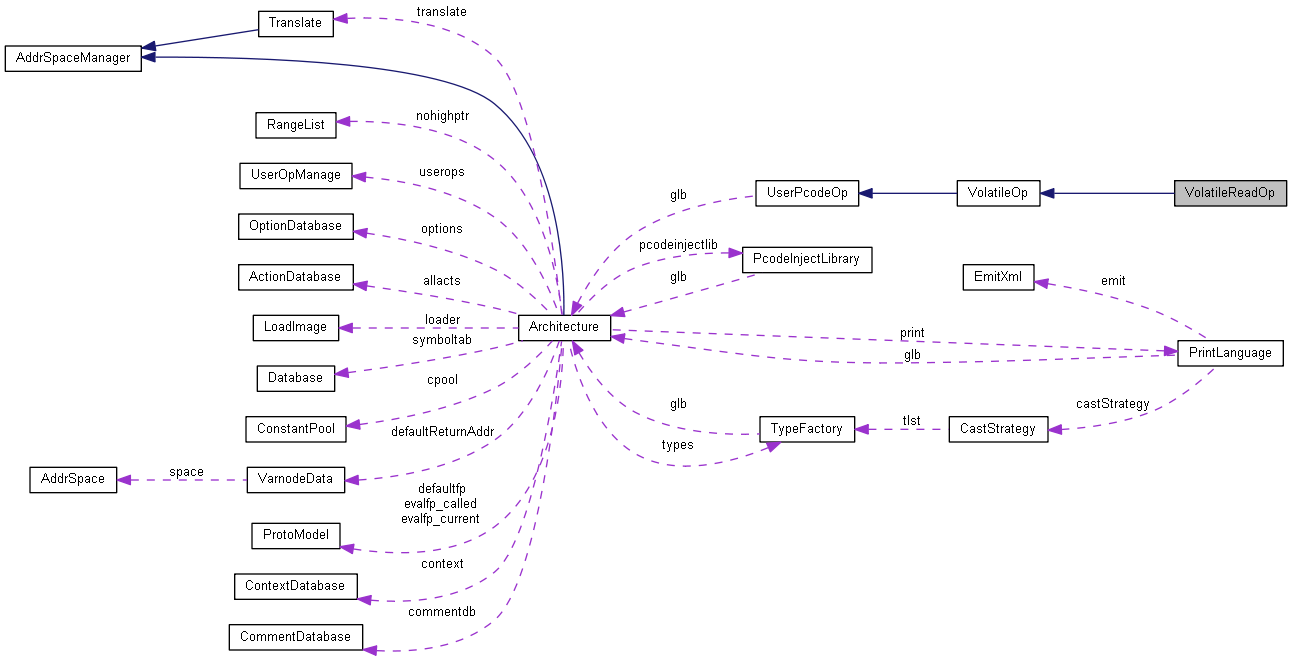 translate
Translate
AddrSpaceManager
nohighptr
RangeList
userops
UserOpManage
UserPcodeOp
VolatileOp
VolatileReadOp
glb
options
OptionDatabase
pcodeinjectlib
PcodeInjectLibrary
glb
allacts
ActionDatabase
EmitXml
emit
loader
LoadImage
Architecture
print
symboltab
glb
PrintLanguage
Database
cpool
glb
castStrategy
ConstantPool
defaultReturnAddr
types
TypeFactory
tlst
CastStrategy
AddrSpace
space
VarnodeData
defaultfp
evalfp_called
evalfp_current
ProtoModel
context
ContextDatabase
commentdb
CommentDatabase